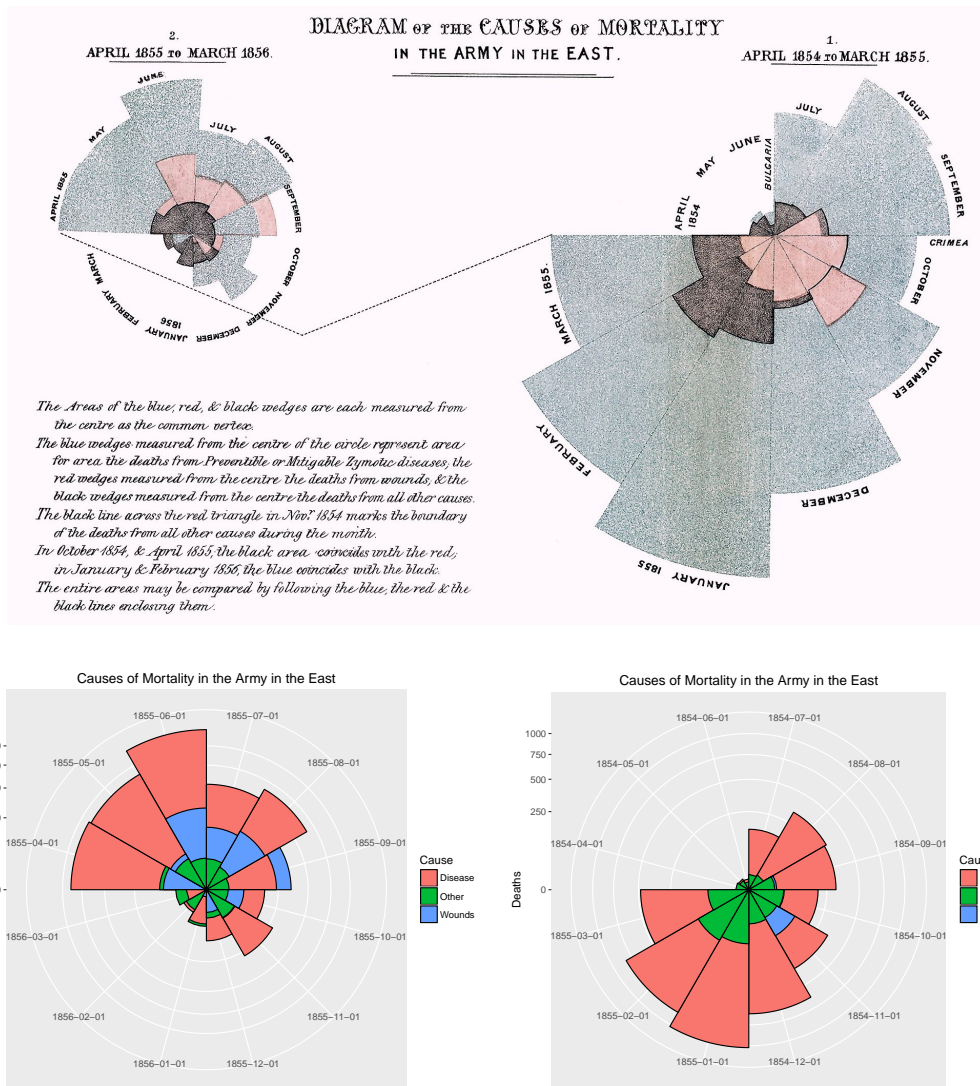 DIAGRAM OF THE CAUSES OF MORTALITY
IN THE ARMY IN THE EAST.
2.
APRIL 1855 TO MARCH 1856.
1.
APRIL 1854 TO MARCH 1855.
APRIL 1855
MAY
JUNE
JULY
AUGUST
SEPTEMBER
OCTOBER
NOVEMBER
DECEMBER
JANUARY
1856
FEBRUARY
MARCH
APRIL
1854
MAY
JUNE
BULGARIA
JULY
AUGUST
SEPTEMBER
CRIMEA
OCTOBER
NOVEMBER
DECEMBER
JANUARY 1855
FEBRUARY
MARCH 1855.
The Areas of the blue, red, & black wedges are each measured from
the centre as the common vertex.
The blue wedges measured from the centre of the circle represent area
for area the deaths from Preventible or Mitigable Zymotic diseases, the
red wedges measured from the centre the deaths from wounds, & the
black wedges measured from the centre the deaths from all other causes.
The black line across the red triangle in Nov.r 1854 marks the boundary
of the deaths from all other causes during the month.
In October 1854, & April 1855, the black area coincides with the red,
in January & February 1856, the blue coincides with the black.
The entire areas may be compared by following the blue, the red & the
black lines enclosing them.
Causes of Mortality in the Army in the East
1855-06-01
1855-07-01
1855-05-01
1855-08-01
1855-04-01
1855-09-01
1856-03-01
1855-10-01
1856-02-01
1855-11-01
1856-01-01
1855-12-01
Cause
Disease
Other
Wounds
Causes of Mortality in the Army in the East
1854-06-01
1854-07-01
1854-05-01
1854-08-01
1854-04-01
1854-09-01
1855-03-01
1854-10-01
1855-02-01
1854-11-01
1855-01-01
1854-12-01
1000
750
500
250
0
Deaths
Cau